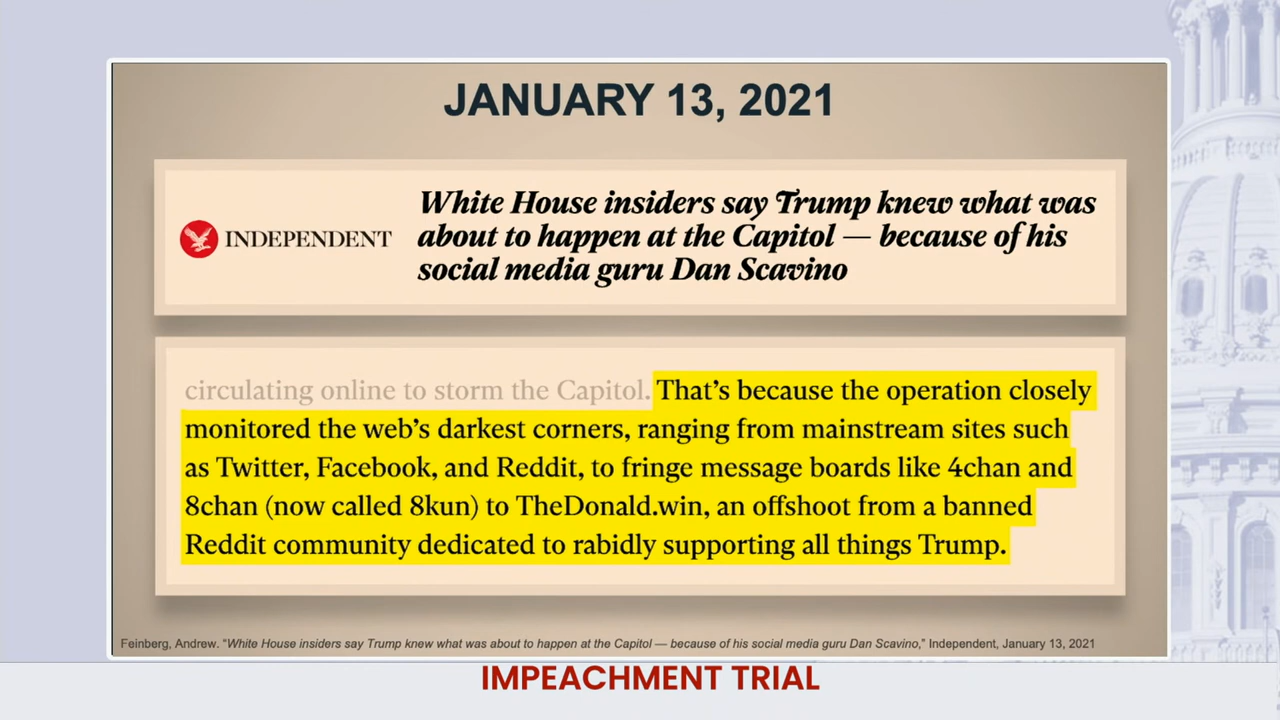 JANUARY 13, 2021
INDEPENDENT
White House insiders say Trump knew what was
about to happen at the Capitol — because of his
social media guru Dan Scavino
circulating online to storm the Capitol. That’s because the operation closely
monitored the web’s darkest corners, ranging from mainstream sites such
as Twitter, Facebook, and Reddit, to fringe message boards like 4chan and
8chan (now called 8kun) to TheDonald.win, an offshoot from a banned
Reddit community dedicated to rabidly supporting all things Trump.
Feinberg, Andrew. “White House insiders say Trump knew what was about to happen at the Capitol — because of his social media guru Dan Scavino,” Independent, January 13, 2021
IMPEACHMENT TRIAL